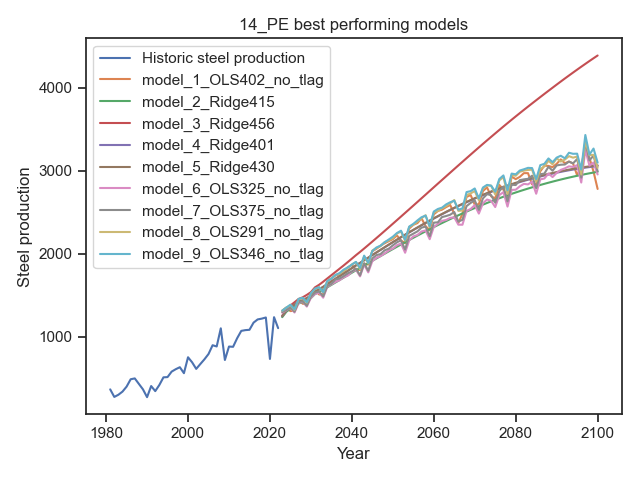 14_PE best performing models
Historic steel production
model_1_OLS402_no_tlag
model_2_Ridge415
model_3_Ridge456
model_4_Ridge401
model_5_Ridge430
model_6_OLS325_no_tlag
model_7_OLS375_no_tlag
model_8_OLS291_no_tlag
model_9_OLS346_no_tlag
Steel production
4000
3000
2000
1000
1980 2000 2020 2040 2060 2080 2100
Year